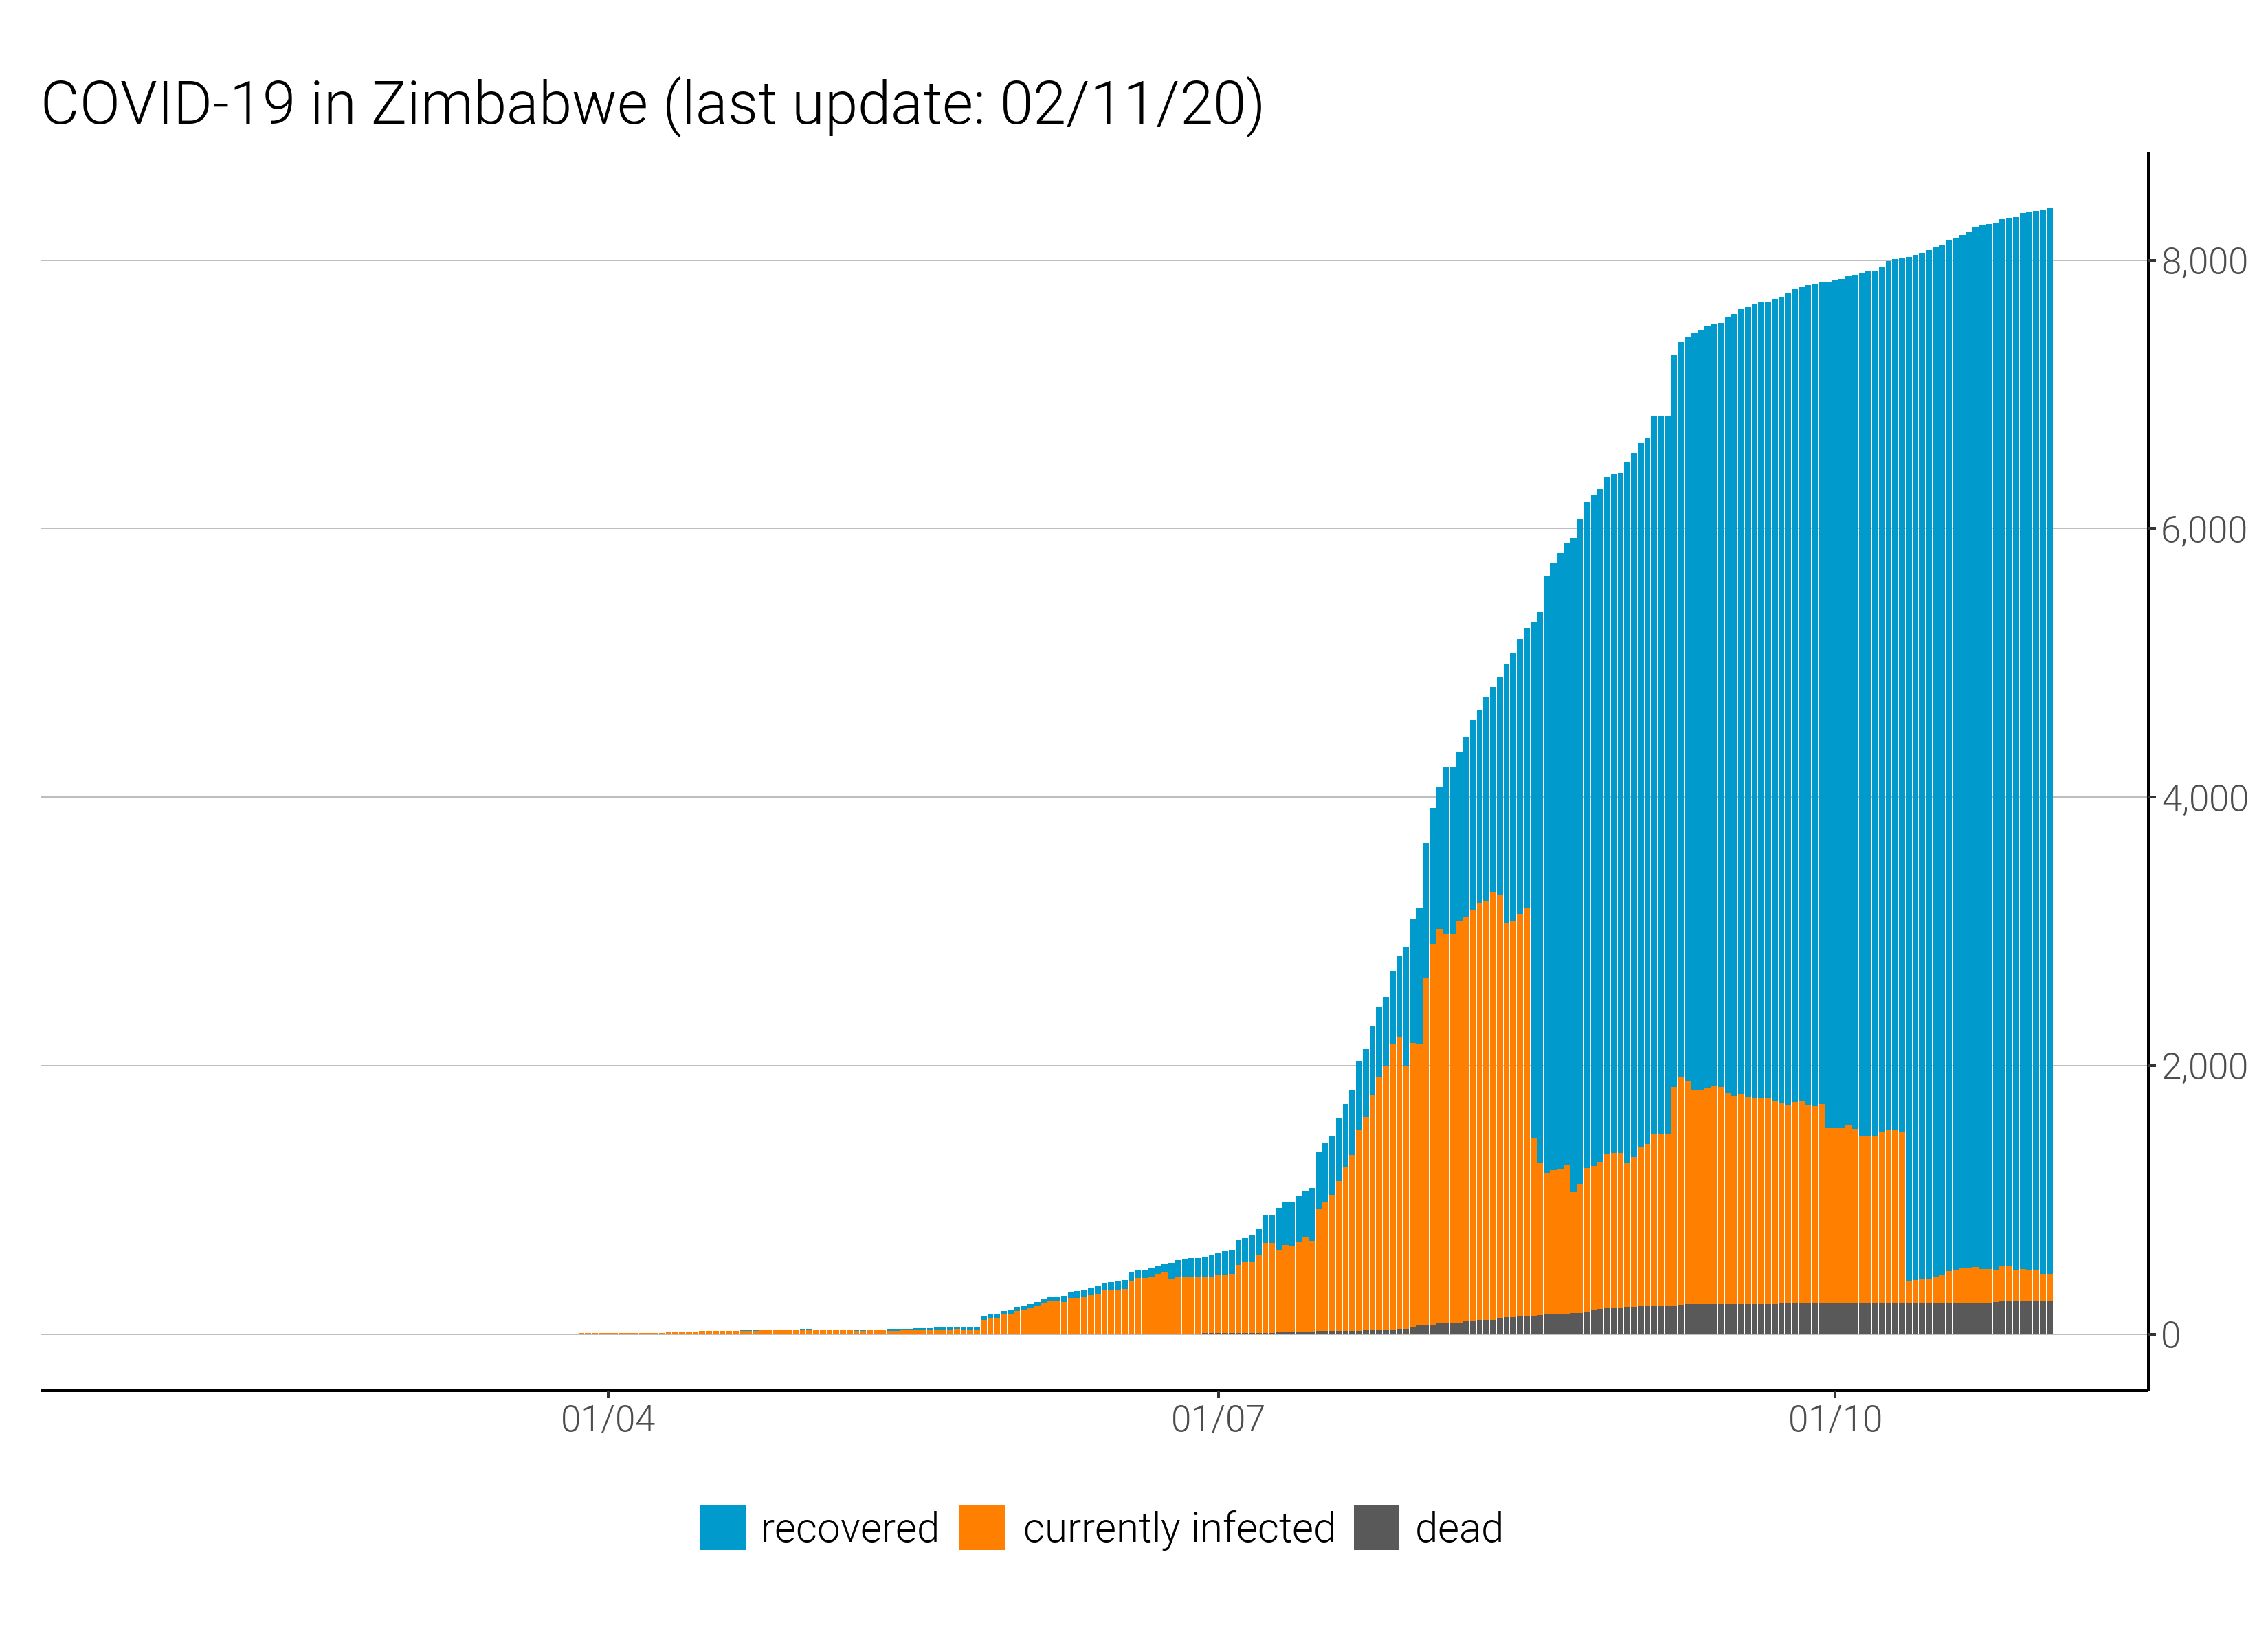 COVID-19 in Zimbabwe (last update: 02/11/20)
8,000
6,000
4,000
2,000
0
01/04 01/07 01/10
recovered currently infected dead